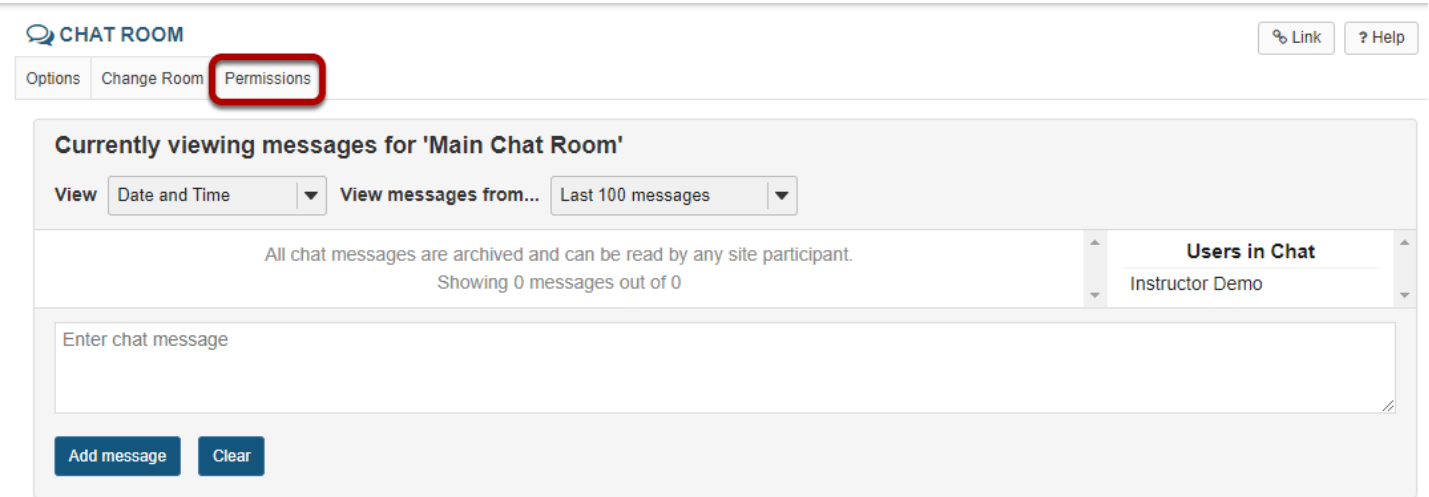 CHAT ROOM
Link
? Help
Options
Change Room
Permissions
Currently viewing messages for 'Main Chat Room'
View Date and Time View messages from... Last 100 messages
All chat messages are archived and can be read by any site participant.
Showing 0 messages out of 0
Users in Chat
Instructor Demo
Enter chat message
Add message
Clear